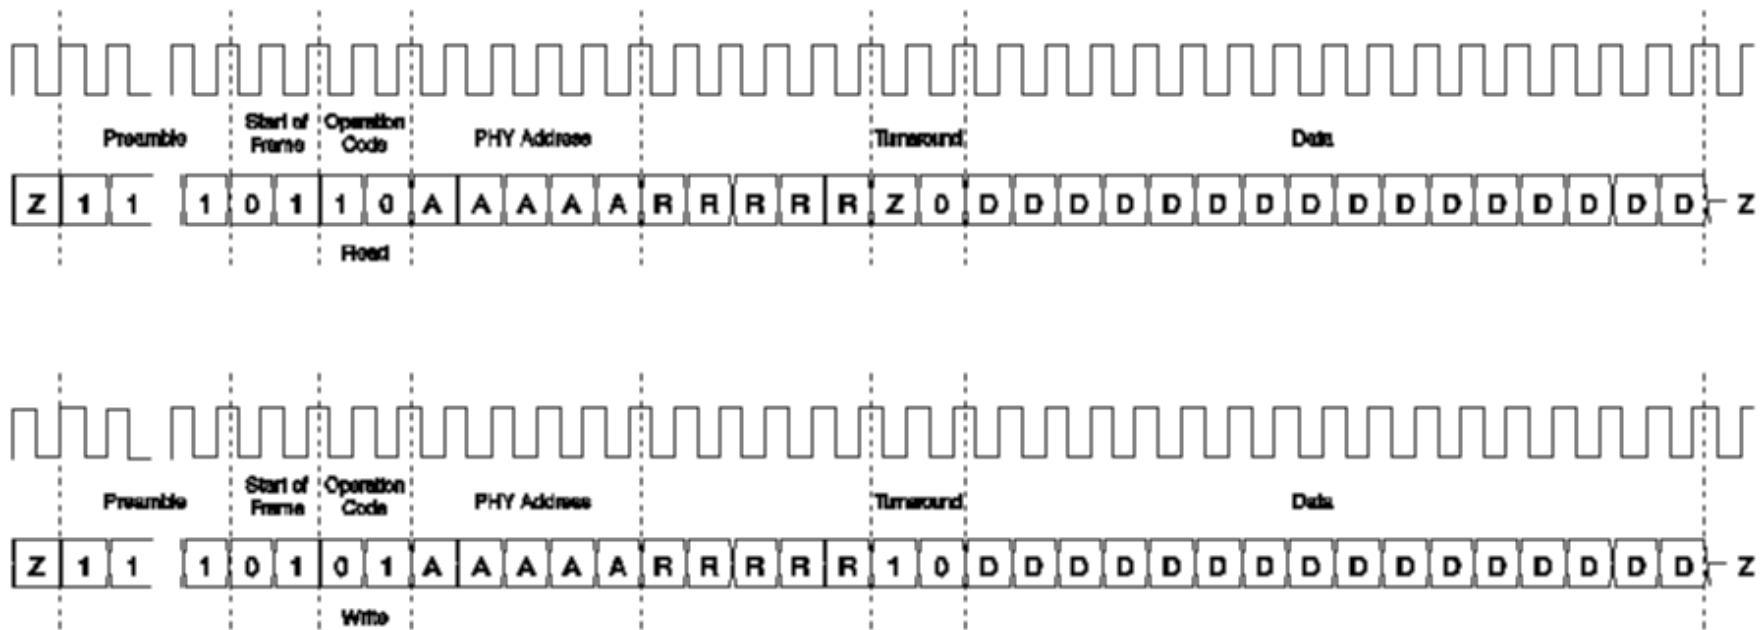 Preamble Start of Frame Operation Code PHY Address Turnaround Data
Z 1 1 1 0 1 1 0 A A A A A R R R R R Z 0 D D D D D D D D D D D D D D D D Z
Read
Preamble Start of Frame Operation Code PHY Address Turnaround Data
Z 1 1 1 0 1 0 1 A A A A A R R R R R 1 0 D D D D D D D D D D D D D D D D Z
Write